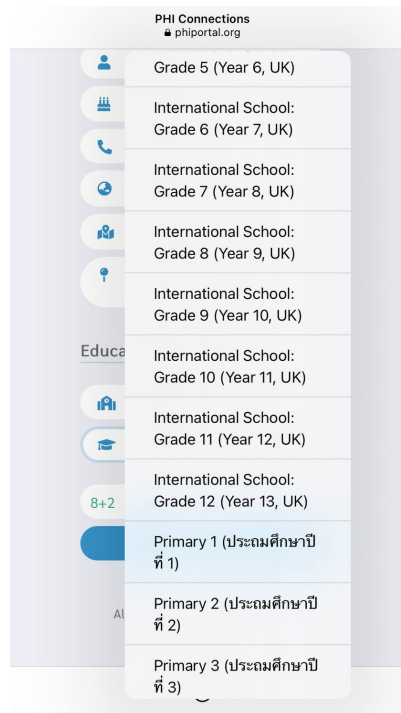 PHI Connections
phiportal.org
Grade 5 (Year 6, UK)
International School:
Grade 6 (Year 7, UK)
International School:
Grade 7 (Year 8, UK)
International School:
Grade 8 (Year 9, UK)
International School:
Grade 9 (Year 10, UK)
Educa
International School:
Grade 10 (Year 11, UK)
International School:
Grade 11 (Year 12, UK)
International School:
Grade 12 (Year 13, UK)
8+2
Primary 1 (ประถมศึกษาปี
ที่ 1)
Primary 2 (ประถมศึกษาปี
ที่ 2)
Al
Primary 3 (ประถมศึกษาปี
ที่ 3)